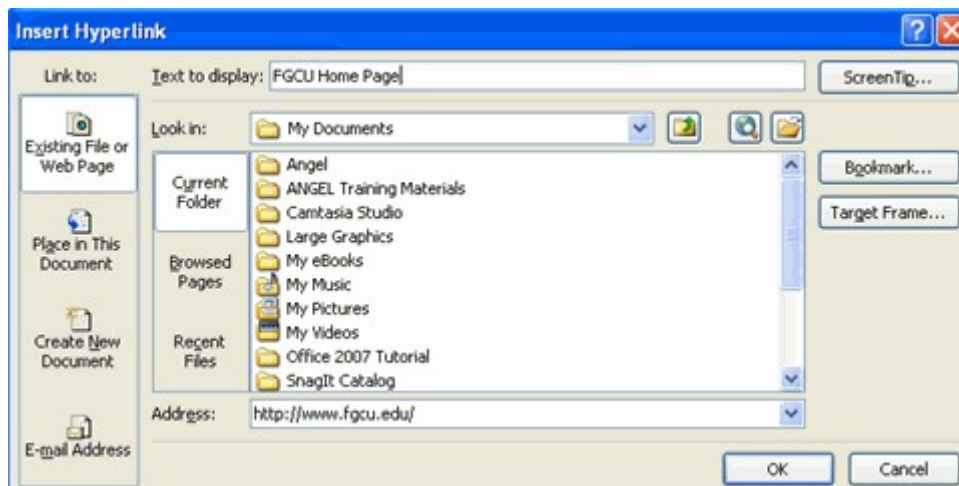 Insert Hyperlink
Link to:
Text to display: FGCU Home Page
ScreenTip...
Existing File or
Web Page
Place in This
Document
Create New
Document
E-mail Address
Look in: My Documents
Current
Folder
Browsed
Pages
Recent
Files
Angel
ANGEL Training Materials
Camtasia Studio
Large Graphics
My eBooks
My Music
My Pictures
My Videos
Office 2007 Tutorial
SnagIt Catalog
Bookmark...
Target Frame...
Address: http://www.fgcu.edu/
OK
Cancel